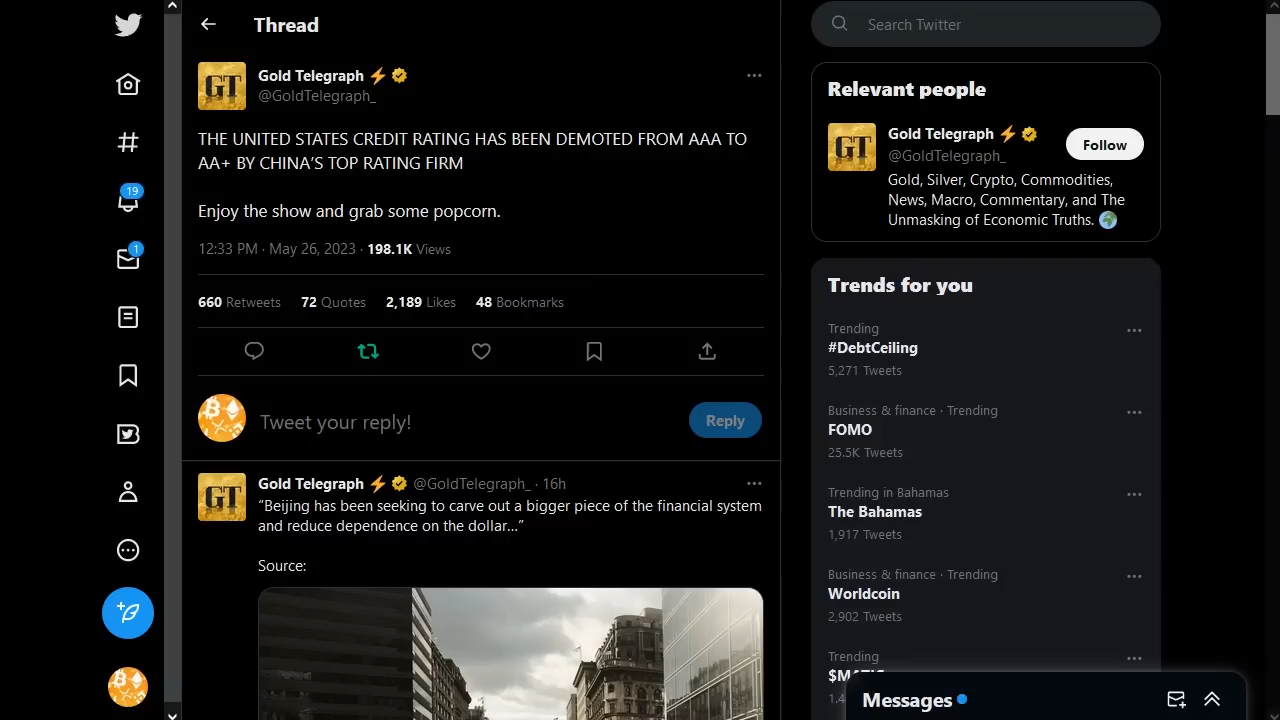 Thread
GT
Gold Telegraph
@GoldTelegraph_
THE UNITED STATES CREDIT RATING HAS BEEN DEMOTED FROM AAA TO
AA+ BY CHINA’S TOP RATING FIRM
Enjoy the show and grab some popcorn.
12:33 PM · May 26, 2023 · 198.1K Views
660 Retweets 72 Quotes 2,189 Likes 48 Bookmarks
Tweet your reply!
Reply
GT
Gold Telegraph @GoldTelegraph_ · 16h
“Beijing has been seeking to carve out a bigger piece of the financial system
and reduce dependence on the dollar...”
Source:
19
1
Search Twitter
Relevant people
GT
Gold Telegraph
@GoldTelegraph_
Follow
Gold, Silver, Crypto, Commodities,
News, Macro, Commentary, and The
Unmasking of Economic Truths.
Trends for you
Trending
#DebtCeiling
5,271 Tweets
Business & finance · Trending
FOMO
25.5K Tweets
Trending in Bahamas
The Bahamas
1,917 Tweets
Business & finance · Trending
Worldcoin
2,902 Tweets
Trending
Messages